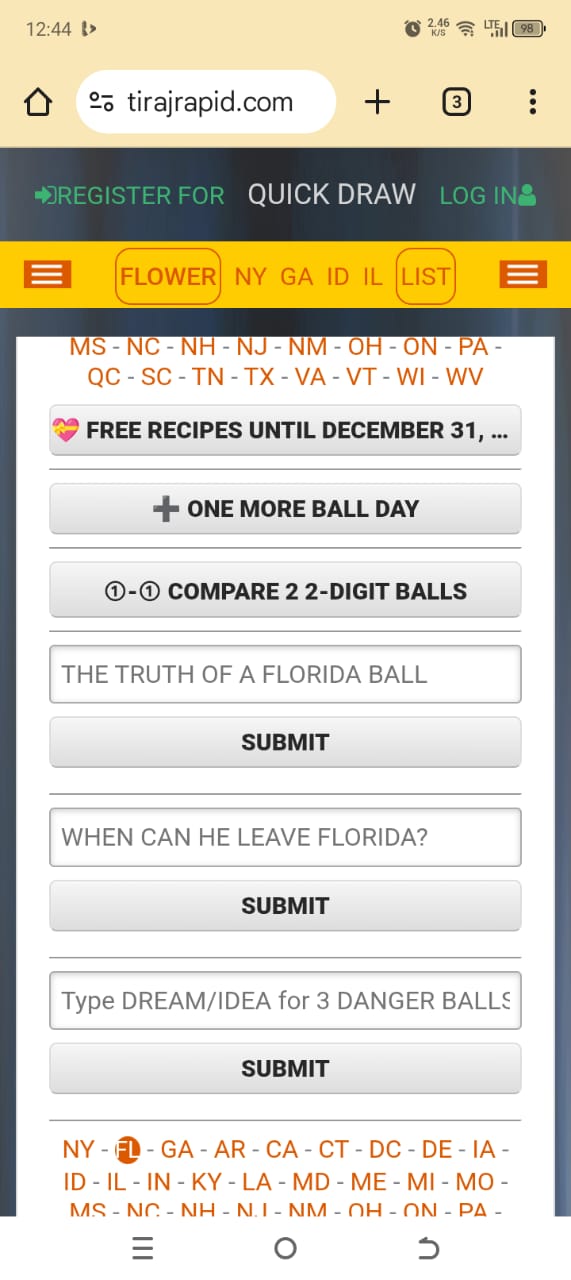 12:44
2.46
K/S
LTE
98
tirajrapid.com
3
REGISTER FOR QUICK DRAW LOG IN
FLOWER NY GA ID IL LIST
MS - NC - NH - NJ - NM - OH - ON - PA -
QC - SC - TN - TX - VA - VT - WI - WV
💝 FREE RECIPES UNTIL DECEMBER 31, ...
➕ ONE MORE BALL DAY
①-① COMPARE 2 2-DIGIT BALLS
THE TRUTH OF A FLORIDA BALL
SUBMIT
WHEN CAN HE LEAVE FLORIDA?
SUBMIT
Type DREAM/IDEA for 3 DANGER BALLS
SUBMIT
NY - FL - GA - AR - CA - CT - DC - DE - IA -
ID - IL - IN - KY - LA - MD - ME - MI - MO -
MS - NC - NH - NJ - NM - OH - ON - PA -